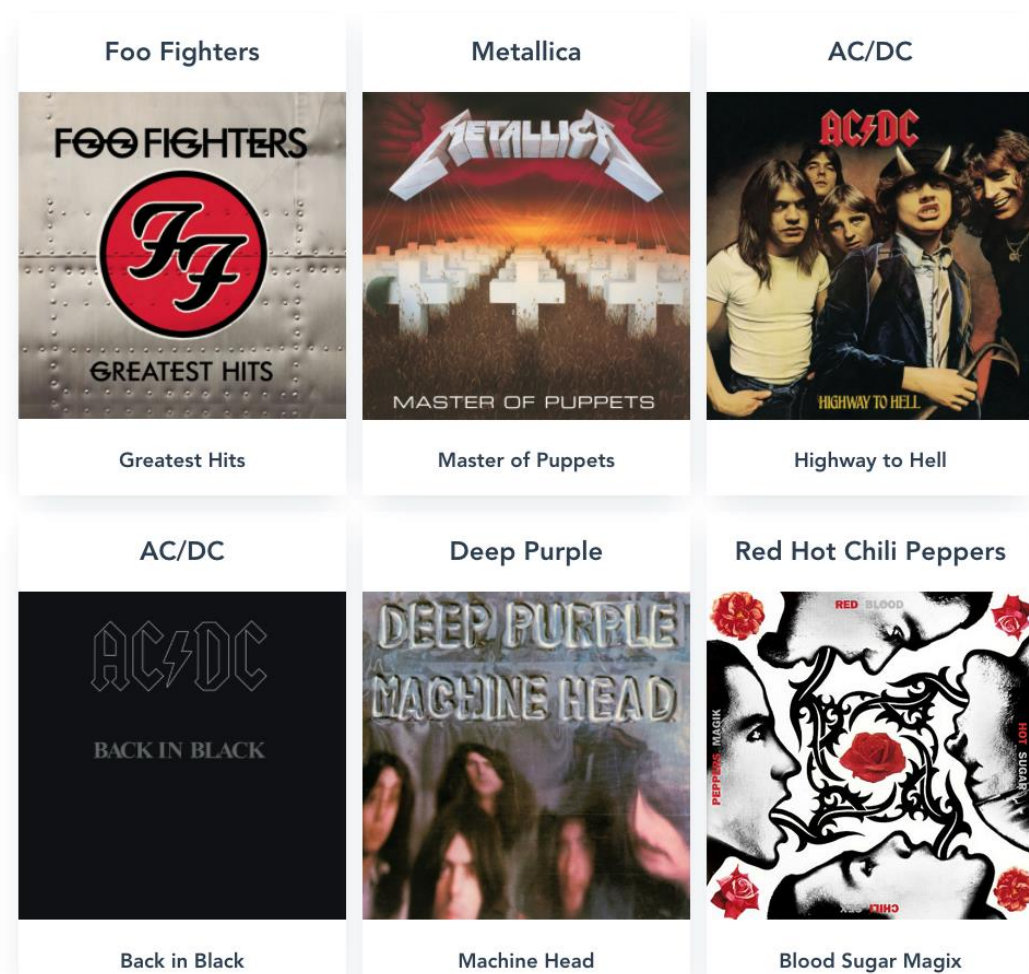 Foo Fighters
Metallica
AC/DC
FOO FIGHTERS
FF
GREATEST HITS
METALLICA
MASTER OF PUPPETS
AC DC
HIGHWAY TO HELL
Greatest Hits
Master of Puppets
Highway to Hell
AC/DC
Deep Purple
Red Hot Chili Peppers
AC DC
BACK IN BLACK
DEEP PURPLE
MACHINE HEAD
RED BLOOD
HOT SUGAR
CHILI SEX
PEPPERS MAGIK
Back in Black
Machine Head
Blood Sugar Magix